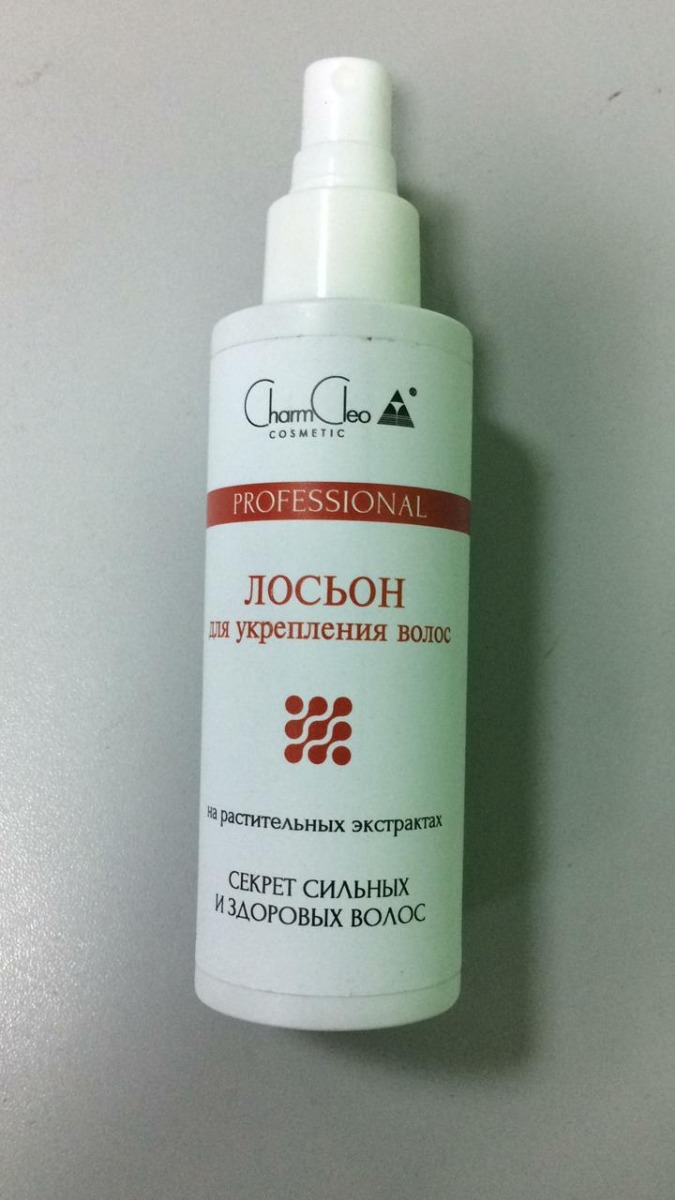 CharmCleo ®
COSMETIC
PROFESSIONAL
ЛОСЬОН
для укрепления волос
на растительных экстрактах
СЕКРЕТ СИЛЬНЫХ
И ЗДОРОВЫХ ВОЛОС